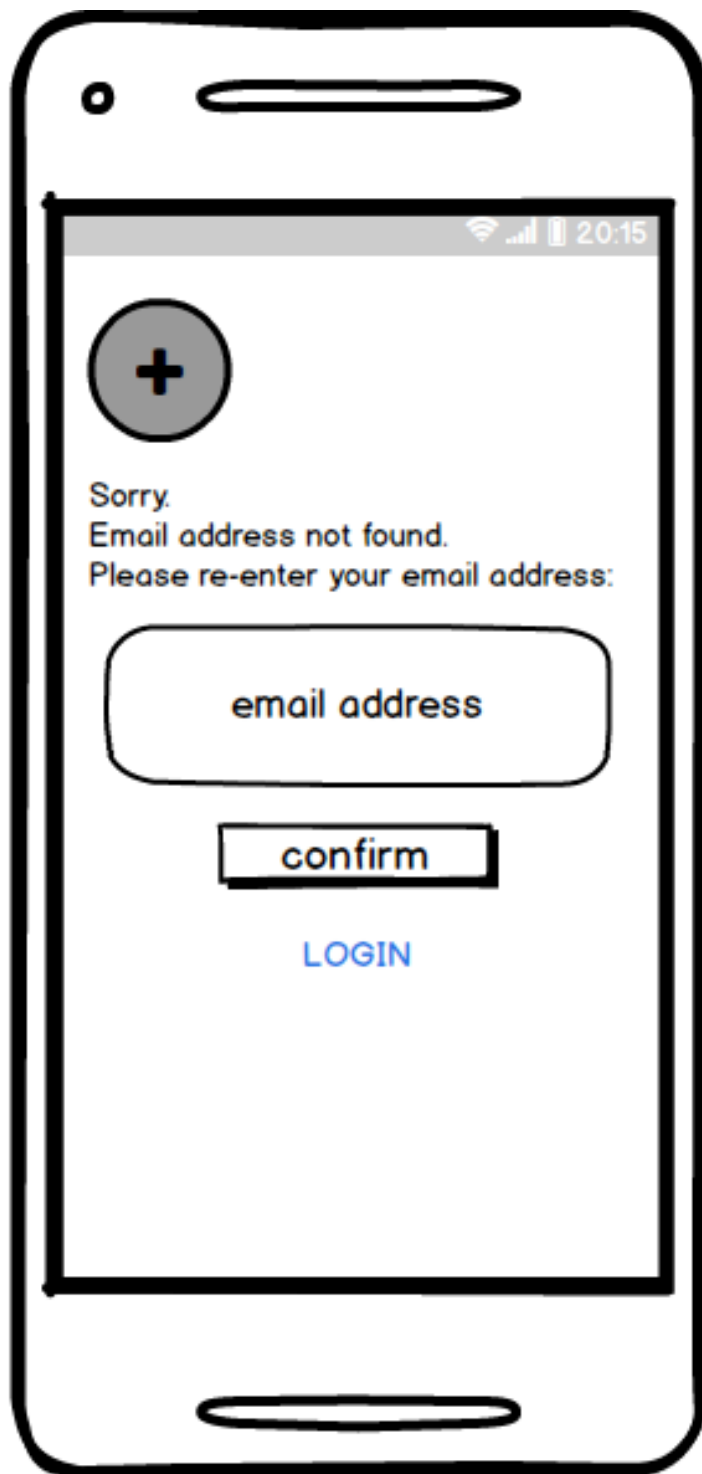 20:15
+
Sorry.
Email address not found.
Please re-enter your email address:
email address
confirm
LOGIN